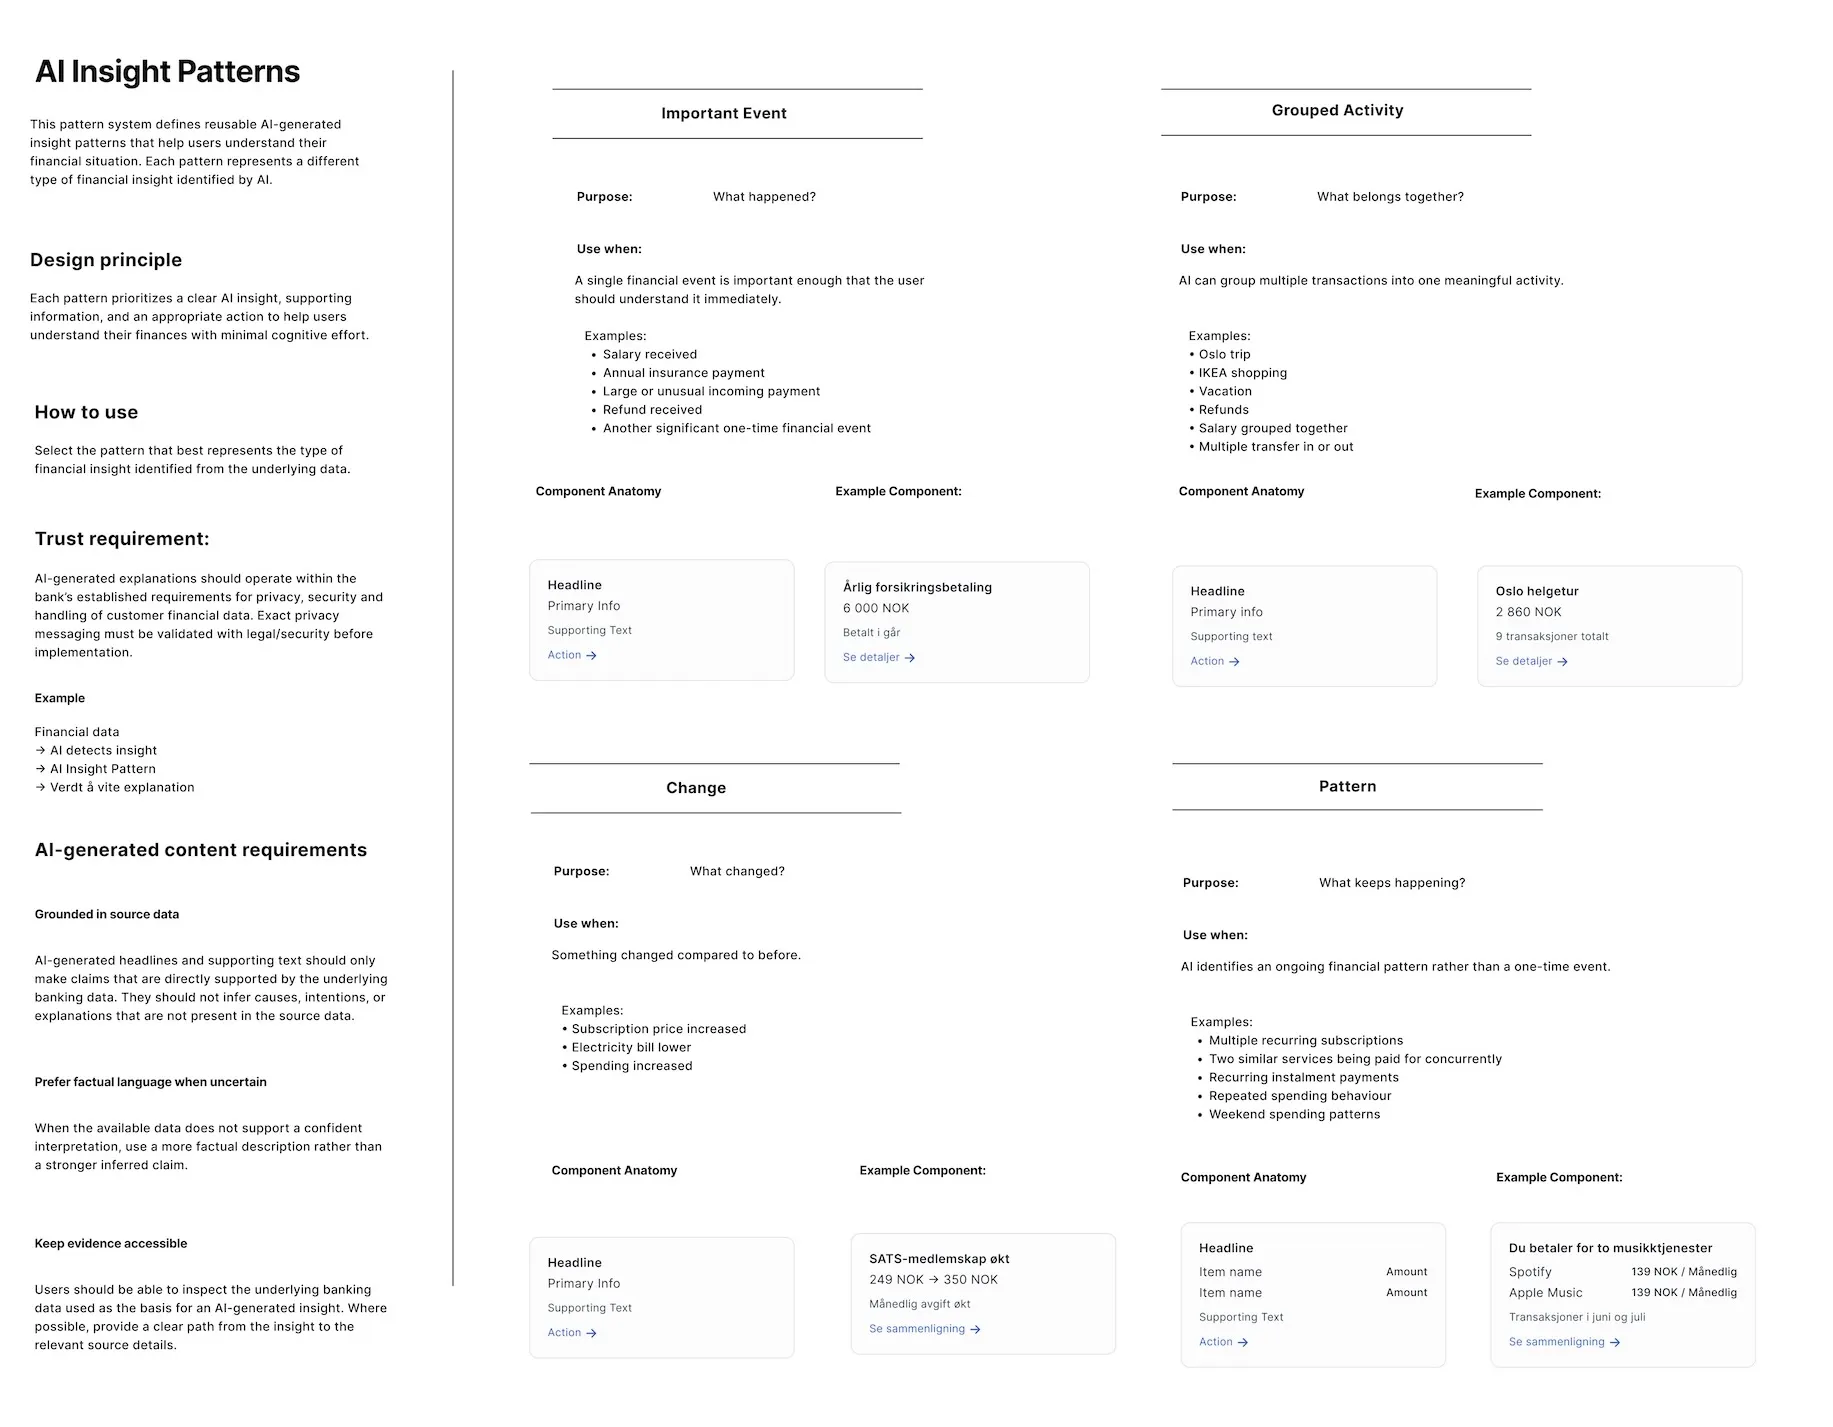 AI Insight Patterns
This pattern system defines reusable AI-generated
insight patterns that help users understand their
financial situation. Each pattern represents a different
type of financial insight identified by AI.
Design principle
Each pattern prioritizes a clear AI insight, supporting
information, and an appropriate action to help users
understand their finances with minimal cognitive effort.
How to use
Select the pattern that best represents the type of
financial insight identified from the underlying data.
Trust requirement:
AI-generated explanations should operate within the
bank's established requirements for privacy, security and
handling of customer financial data. Exact privacy
messaging must be validated with legal/security before
implementation.
Example
Financial data
→ AI detects insight
→ AI Insight Pattern
→ Verdt å vite explanation
AI-generated content requirements
Grounded in source data
AI-generated headlines and supporting text should only
make claims that are directly supported by the underlying
banking data. They should not infer causes, intentions, or
explanations that are not present in the source data.
Prefer factual language when uncertain
When the available data does not support a confident
interpretation, use a more factual description rather than
a stronger inferred claim.
Keep evidence accessible
Users should be able to inspect the underlying banking
data used as the basis for an AI-generated insight. Where
possible, provide a clear path from the insight to the
relevant source details.
Important Event
Purpose: What happened?
Use when:
A single financial event is important enough that the user
should understand it immediately.
Examples:
• Salary received
• Annual insurance payment
• Large or unusual incoming payment
• Refund received
• Another significant one-time financial event
Component Anatomy
Headline
Primary Info
Supporting Text
Action →
Example Component:
Årlig forsikringsbetaling
6 000 NOK
Betalt i går
Se detaljer →
Grouped Activity
Purpose: What belongs together?
Use when:
AI can group multiple transactions into one meaningful activity.
Examples:
• Oslo trip
• IKEA shopping
• Vacation
• Refunds
• Salary grouped together
• Multiple transfer in or out
Component Anatomy
Headline
Primary info
Supporting text
Action →
Example Component:
Oslo helgetur
2 860 NOK
9 transaksjoner totalt
Se detaljer →
Change
Purpose: What changed?
Use when:
Something changed compared to before.
Examples:
• Subscription price increased
• Electricity bill lower
• Spending increased
Component Anatomy
Headline
Primary Info
Supporting Text
Action →
Example Component:
SATS-medlemskap økt
249 NOK → 350 NOK
Månedlig avgift økt
Se sammenligning →
Pattern
Purpose: What keeps happening?
Use when:
AI identifies an ongoing financial pattern rather than a one-time event.
Examples:
• Multiple recurring subscriptions
• Two similar services being paid for concurrently
• Recurring instalment payments
• Repeated spending behaviour
• Weekend spending patterns
Component Anatomy
Headline
Item name Amount
Item name Amount
Supporting Text
Action →
Example Component:
Du betaler for to musikktjenester
Spotify 139 NOK / Månedlig
Apple Music 139 NOK / Månedlig
Transaksjoner i juni og juli
Se sammenligning →